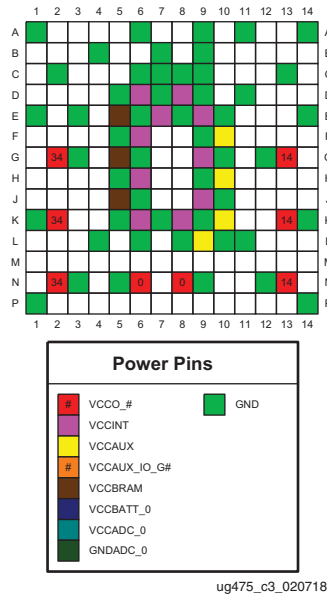 1 2 3 4 5 6 7 8 9 10 11 12 13 14
A A
B B
C
D
E E
F
G 34 14
H
J J
K 34 14 K
L L
M
N 34 0 0 14
P P
1 2 3 4 5 6 7 8 9 10 11 12 13 14
Power Pins
# VCCO_# GND
VCCINT
VCCAUX
# VCCAUX_IO_G#
VCCBRAM
VCCBATT_0
VCCADC_0
GNDADC_0
ug475_c3_020718